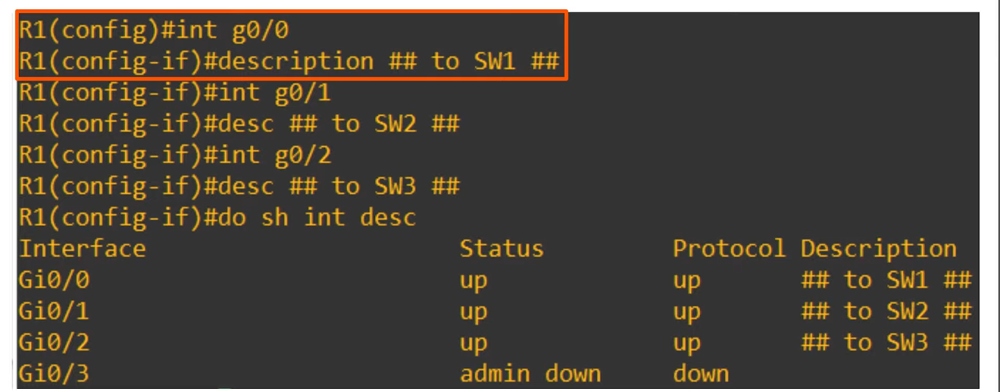 R1(config)#int g0/0
R1(config-if)#description ## to SW1 ##
R1(config-if)#int g0/1
R1(config-if)#desc ## to SW2 ##
R1(config-if)#int g0/2
R1(config-if)#desc ## to SW3 ##
R1(config-if)#do sh int desc
Interface                      Status         Protocol Description
Gi0/0                          up             up       ## to SW1 ##
Gi0/1                          up             up       ## to SW2 ##
Gi0/2                          up             up       ## to SW3 ##
Gi0/3                          admin down     down